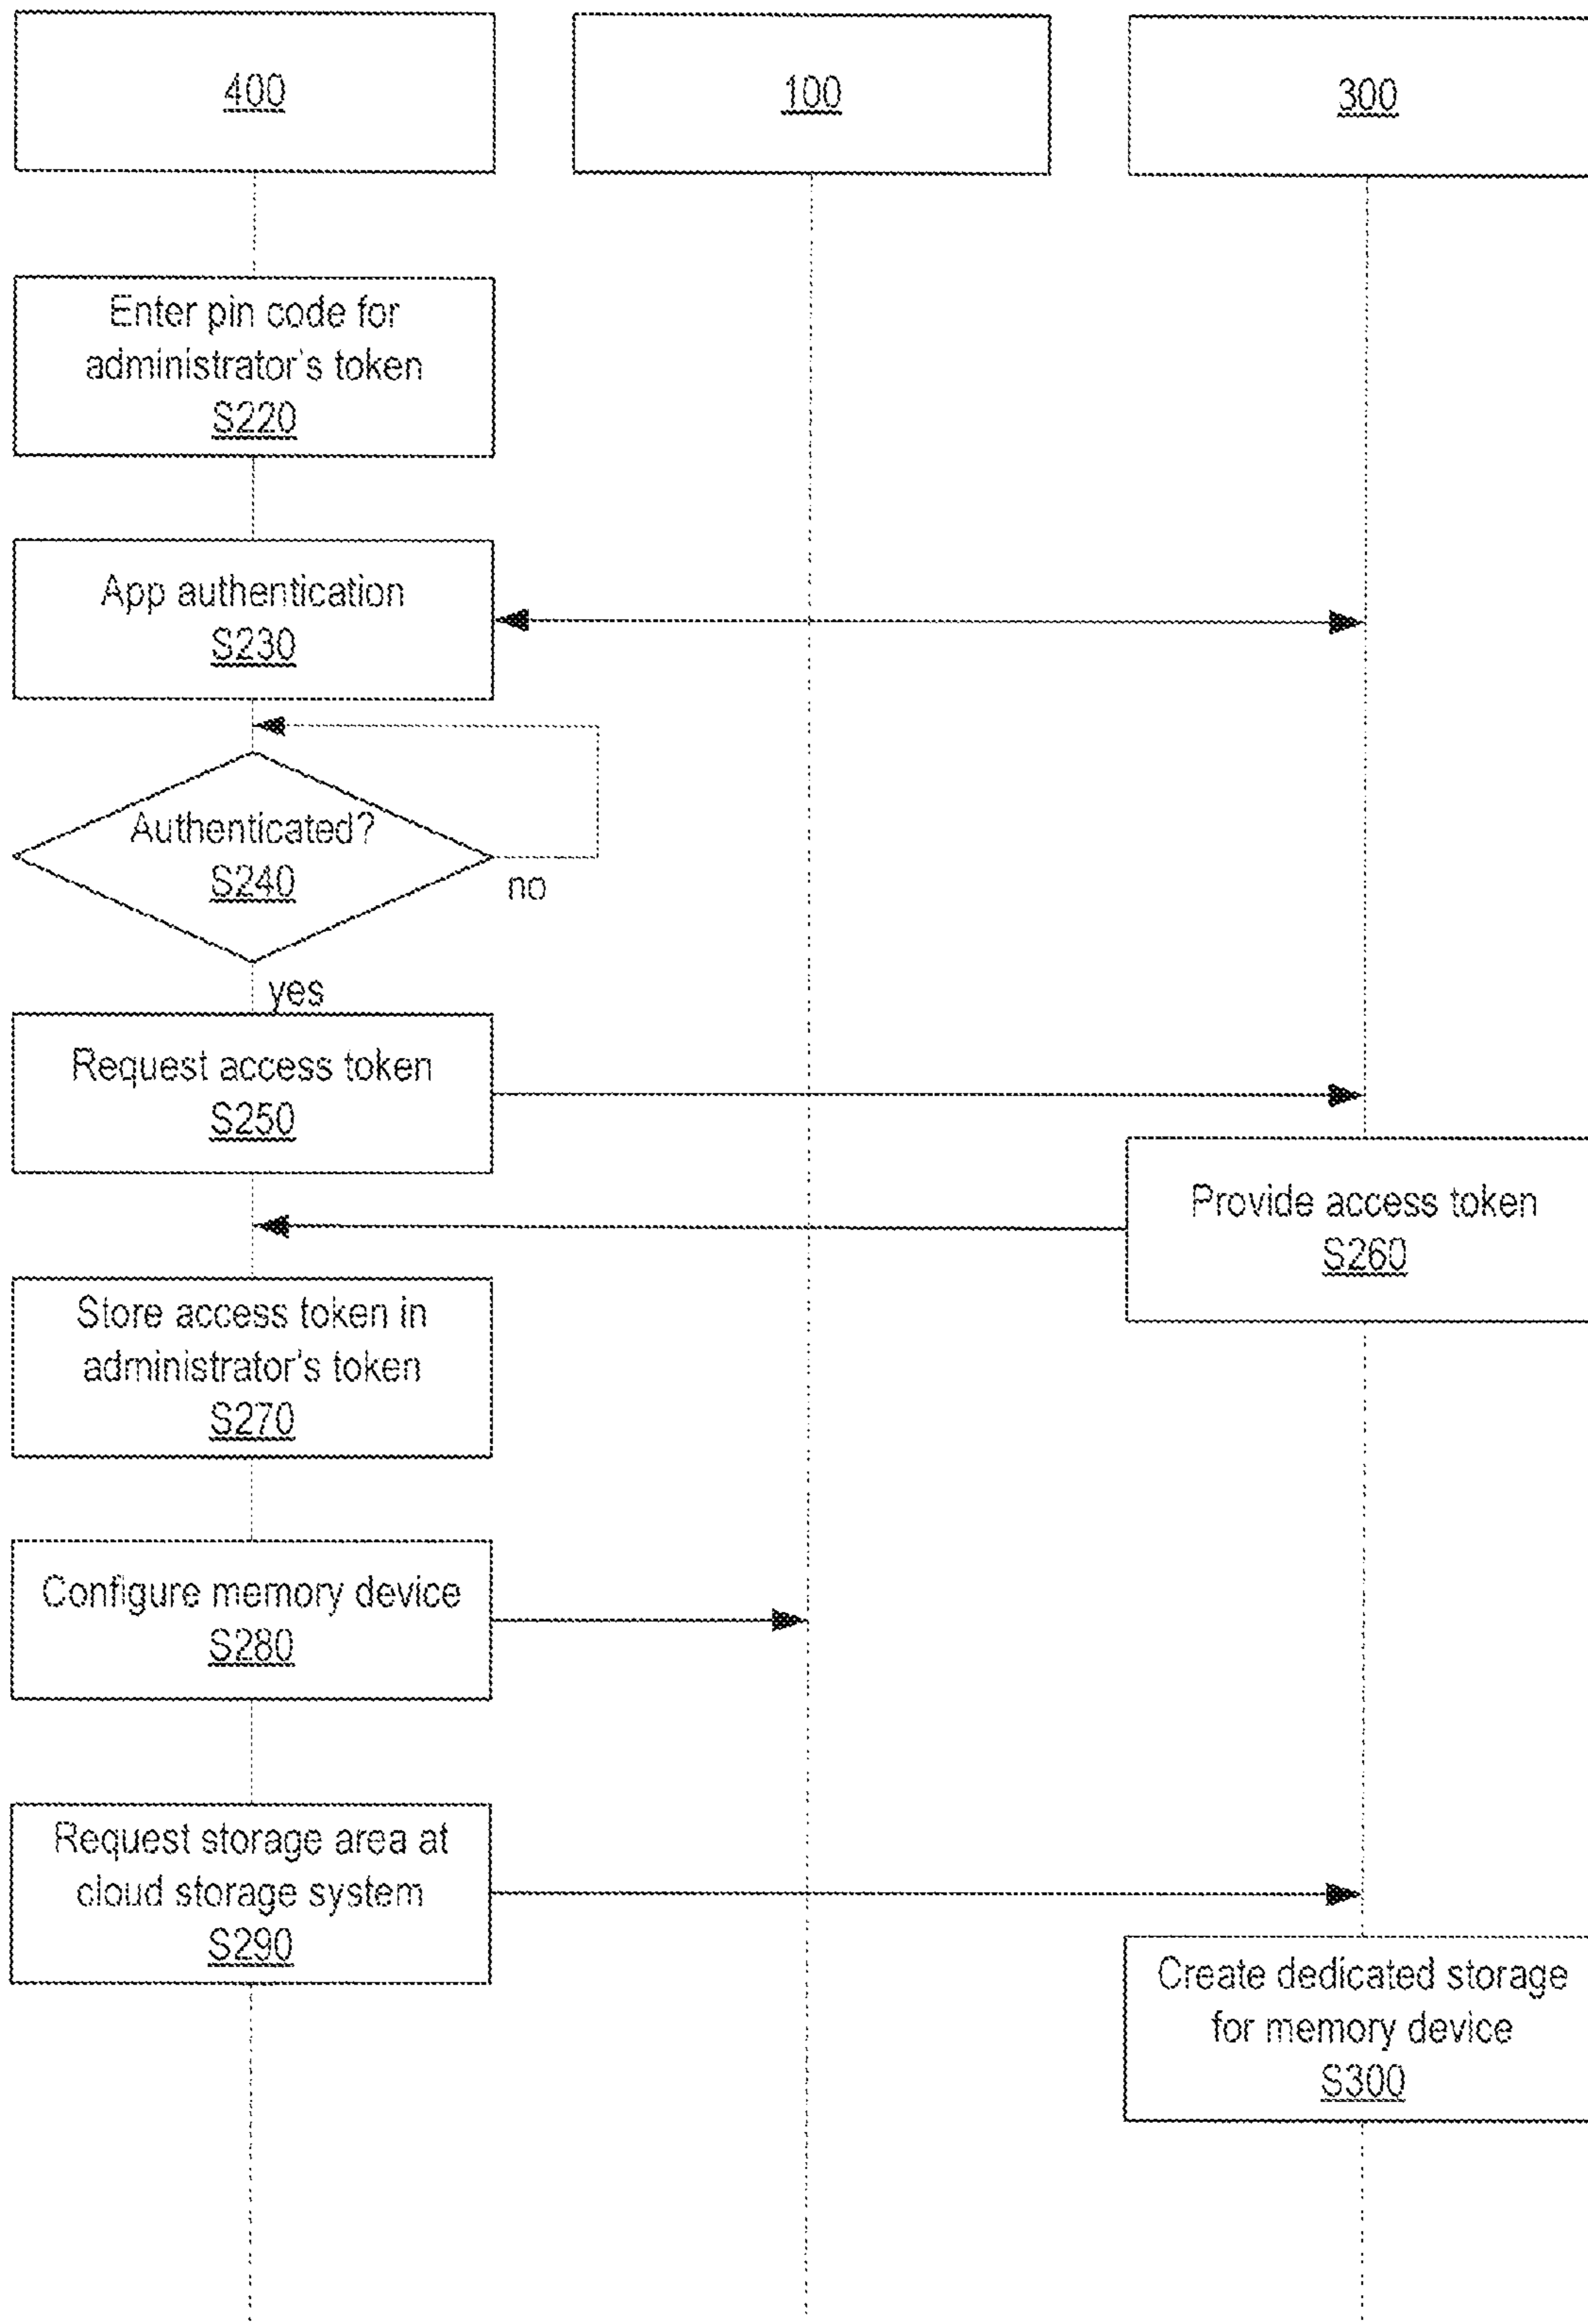 400
100
300
Enter pin code for
administrator's token
S220
App authentication
S230
Authenticated?
S240
no
yes
Request access token
S250
Provide access token
S260
Store access token in
administrator's token
S270
Configure memory device
S280
Request storage area at
cloud storage system
S290
Create dedicated storage
for memory device
S300